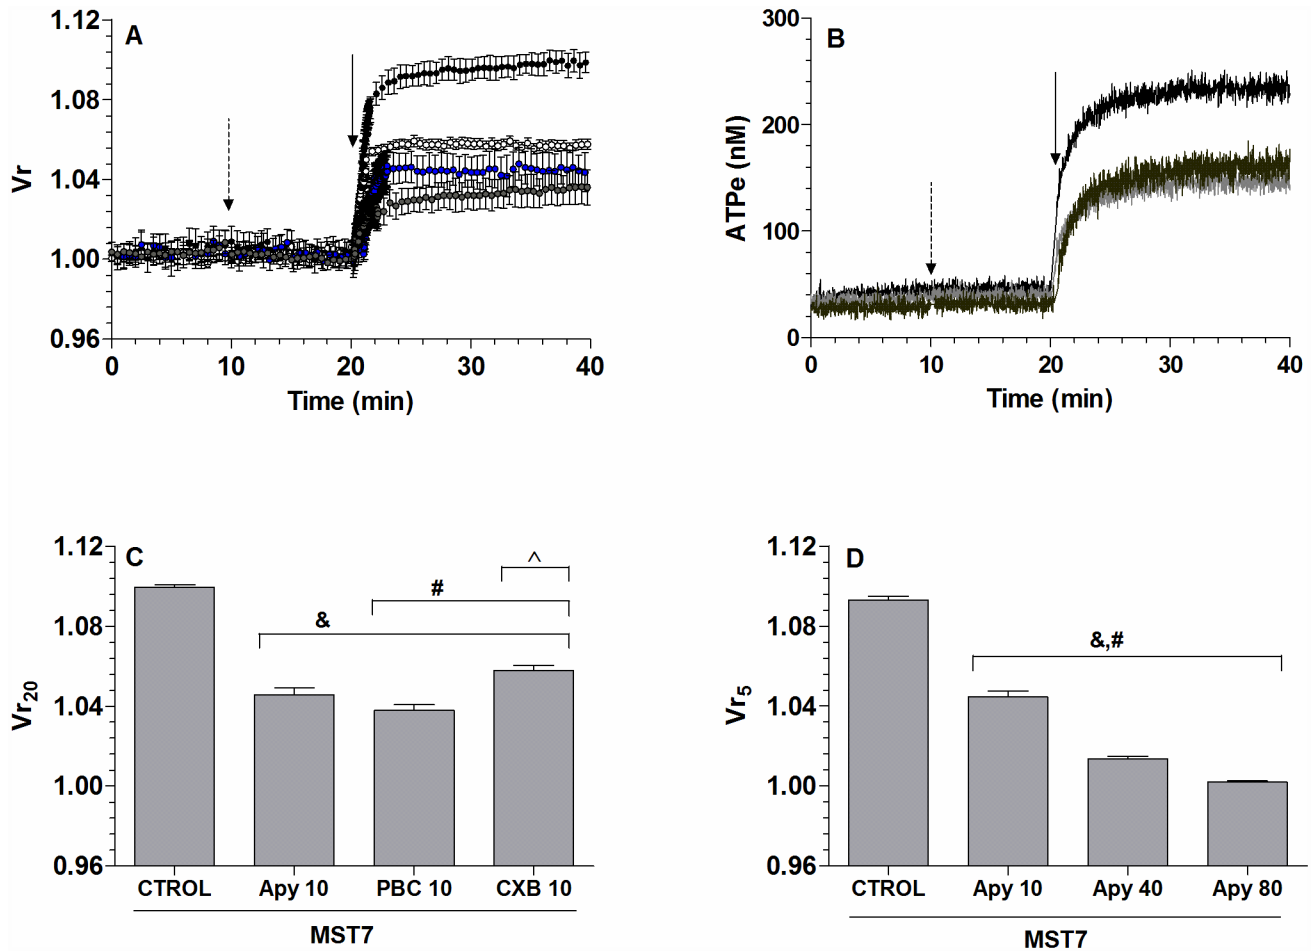 A
Vr
1.12
1.08
1.04
1.00
0.96
0
10
20
30
40
Time (min)
B
ATPe (nM)
300
200
100
0
0
10
20
30
40
Time (min)
C
Vr20
1.12
1.08
1.04
1.00
0.96
^
#
&
CTROL
Apy 10
PBC 10
CXB 10
MST7
D
Vr5
1.12
1.08
1.04
1.00
0.96
&,#
CTROL
Apy 10
Apy 40
Apy 80
MST7